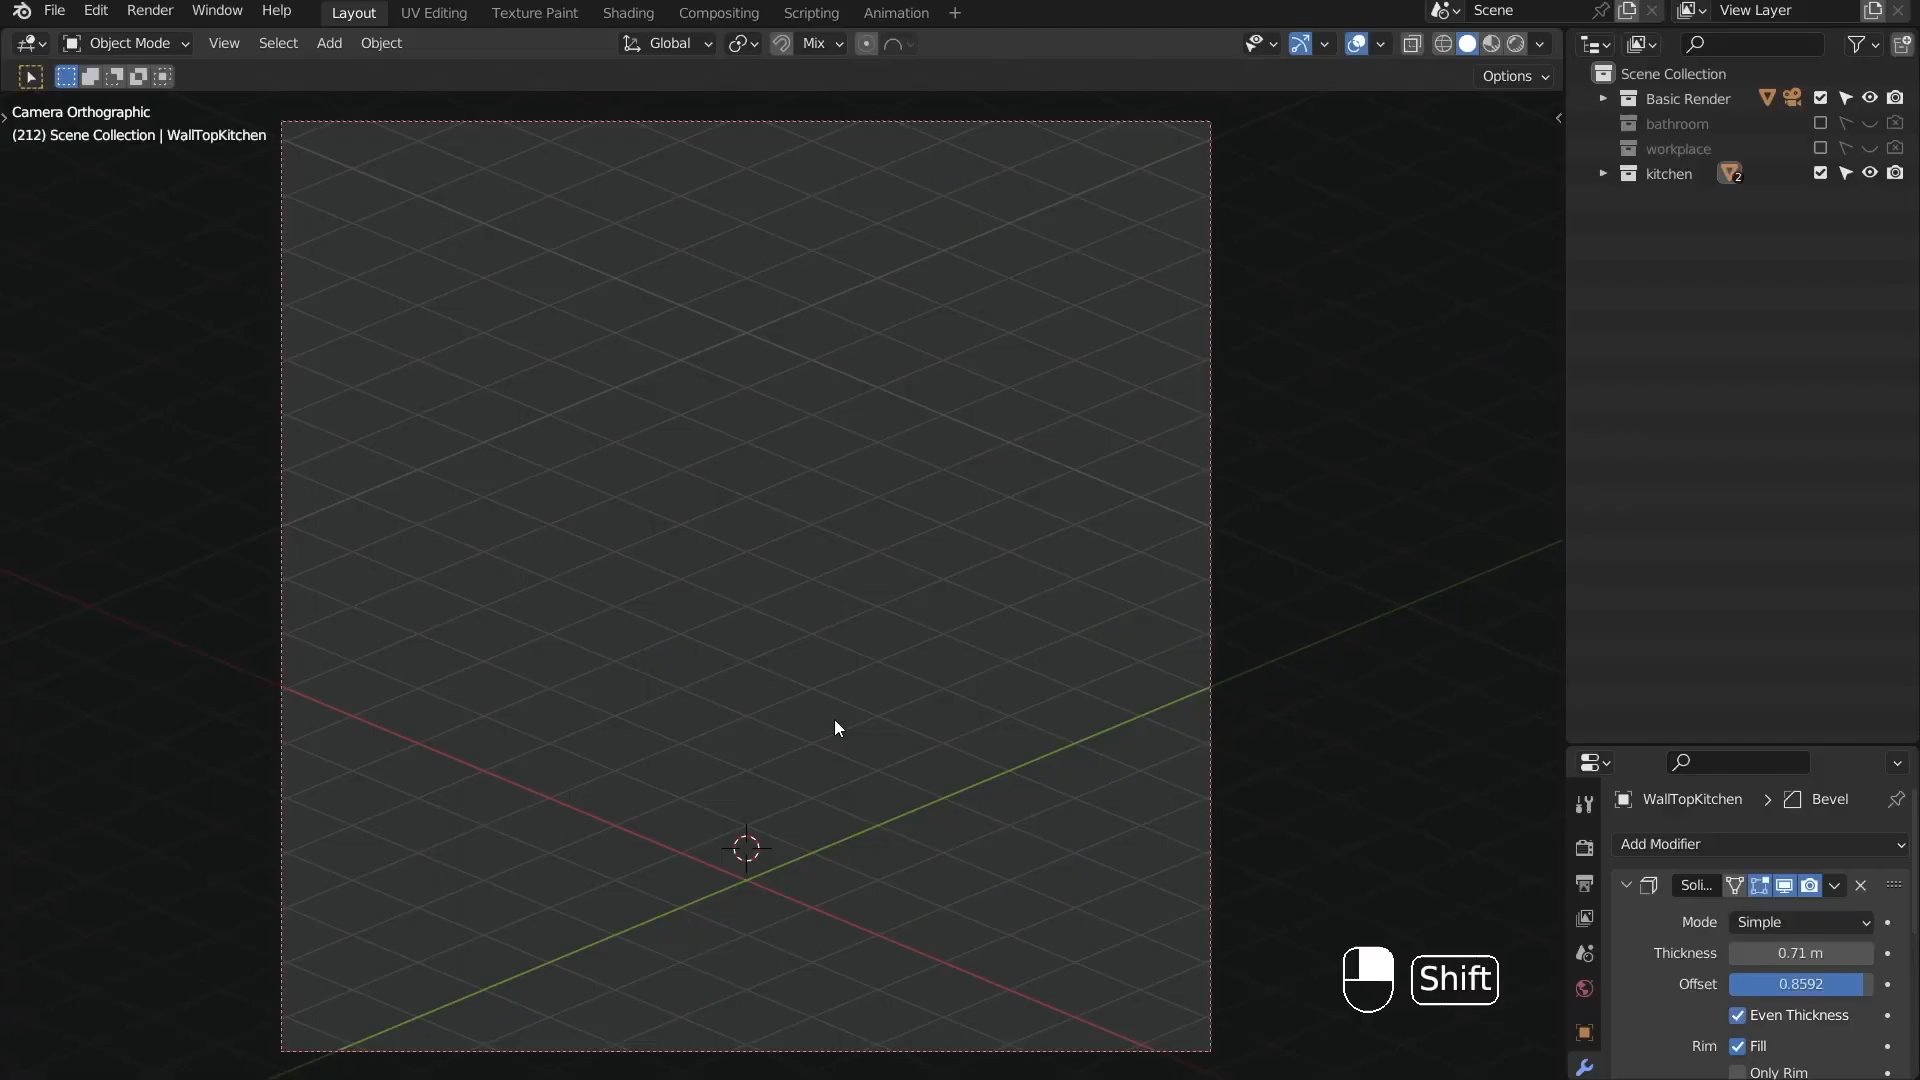 File Edit Render Window Help Layout UV Editing Texture Paint Shading Compositing Scripting Animation Scene View Layer
Object Mode View Select Add Object Global Mix
Options
Camera Orthographic
(212) Scene Collection | WallTopKitchen
Scene Collection
Basic Render
bathroom
workplace
kitchen 2
WallTopKitchen > Bevel
Add Modifier
Soli...
Mode Simple
Thickness 0.71 m
Offset 0.8592
Even Thickness
Rim Fill
Only Rim
Shift